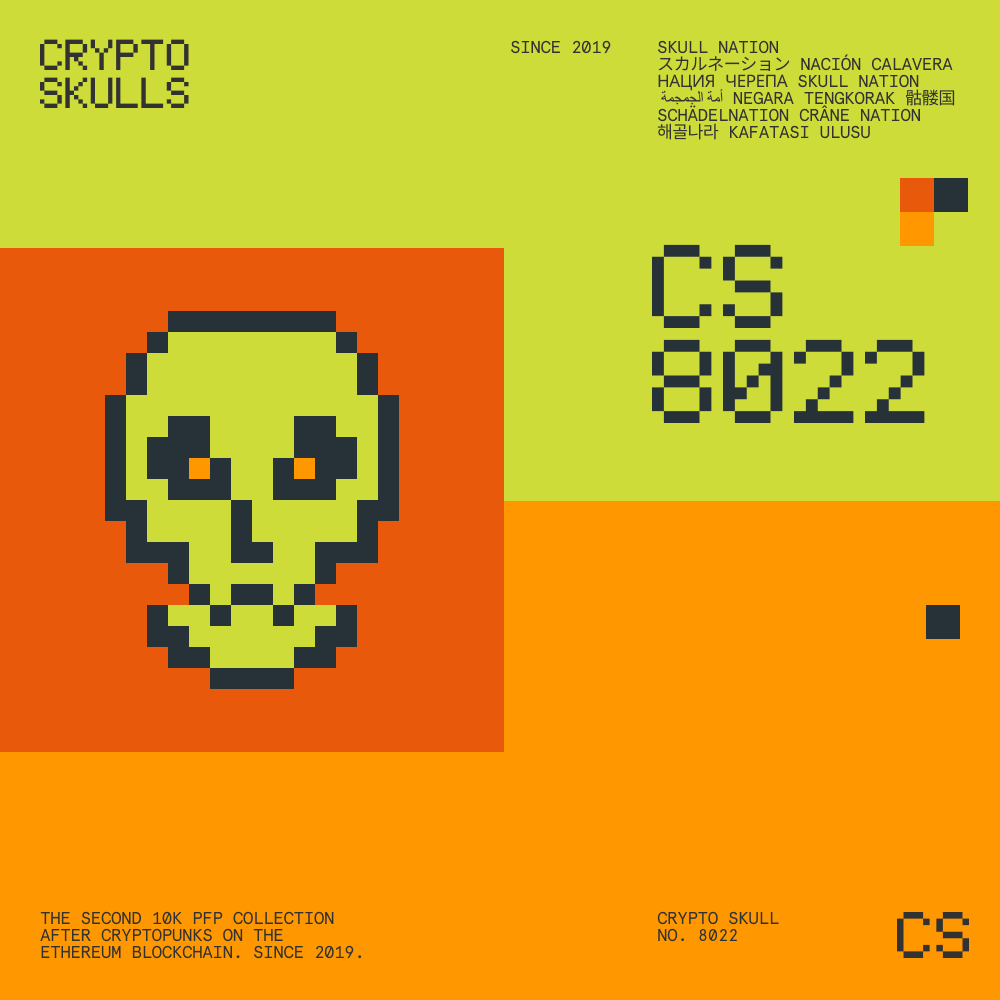 CRYPTO
SKULLS
SINCE 2019
SKULL NATION
スカルネーション NACIÓN CALAVERA
НАЦИЯ ЧЕРЕПА SKULL NATION
أمة الجمجمة NEGARA TENGKORAK 骷髅国
SCHÄDELNATION CRÂNE NATION
해골나라 KAFATASI ULUSU
CS
8022
THE SECOND 10K PFP COLLECTION
AFTER CRYPTOPUNKS ON THE
ETHEREUM BLOCKCHAIN. SINCE 2019.
CRYPTO SKULL
NO. 8022
CS